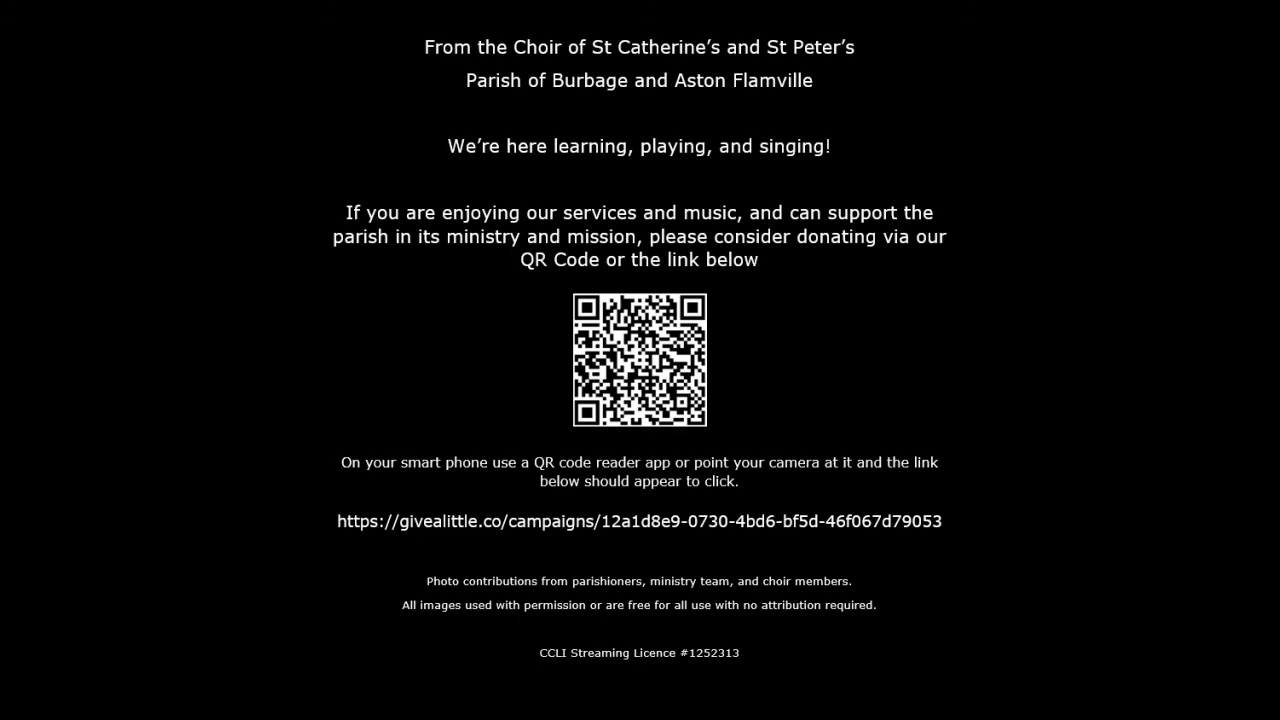 From the Choir of St Catherine’s and St Peter’s
Parish of Burbage and Aston Flamville
We’re here learning, playing, and singing!
If you are enjoying our services and music, and can support the
parish in its ministry and mission, please consider donating via our
QR Code or the link below
On your smart phone use a QR code reader app or point your camera at it and the link
below should appear to click.
https://givealittle.co/campaigns/12a1d8e9-0730-4bd6-bf5d-46f067d79053
Photo contributions from parishioners, ministry team, and choir members.
All images used with permission or are free for all use with no attribution required.
CCLI Streaming Licence #1252313